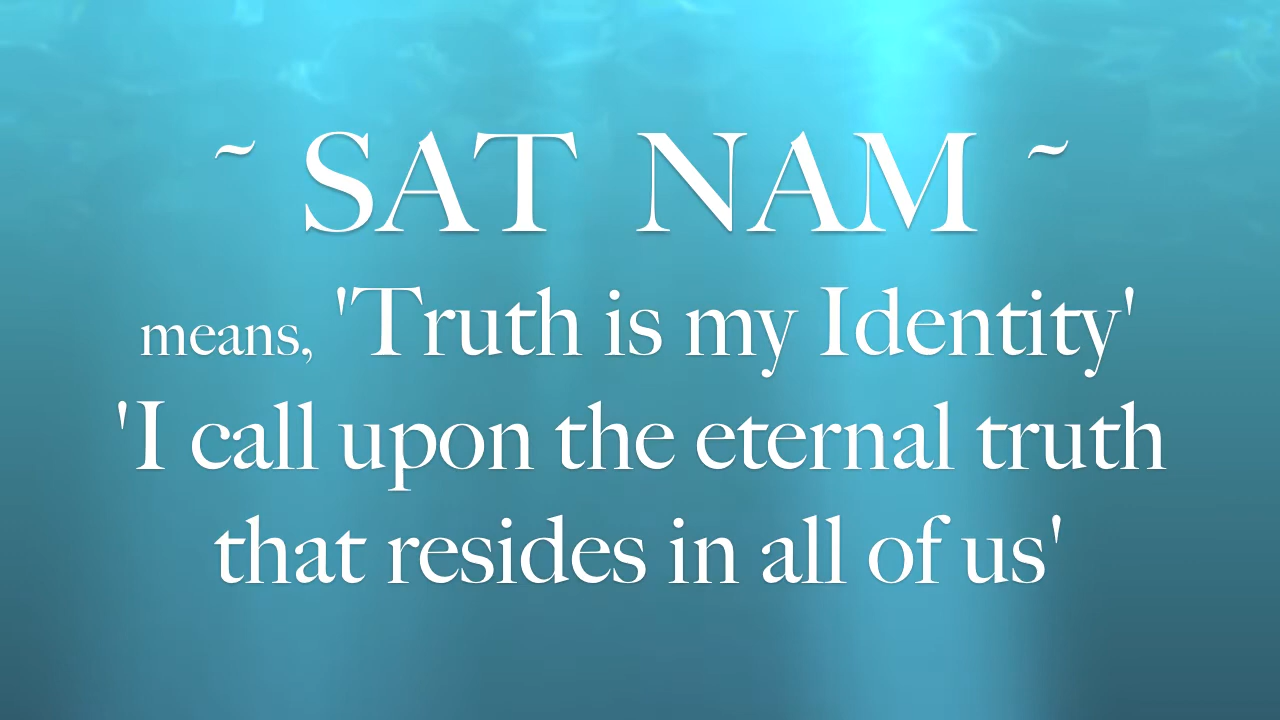 ~ SAT NAM ~
means, 'Truth is my Identity'
'I call upon the eternal truth
that resides in all of us'